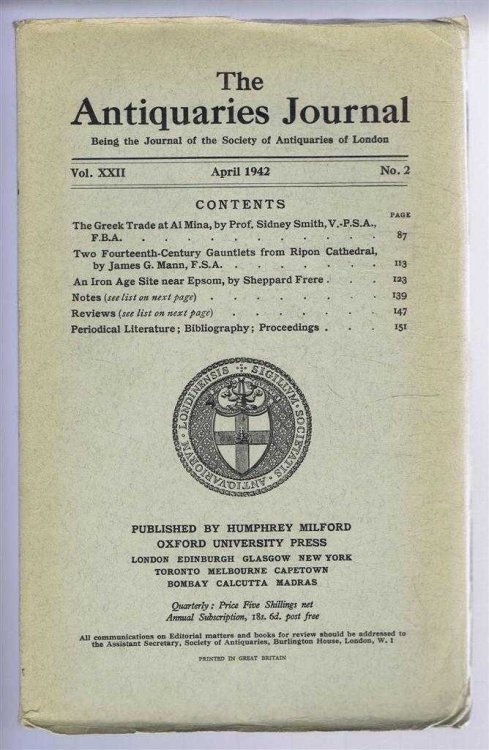 The
Antiquaries Journal
Being the Journal of the Society of Antiquaries of London
Vol. XXII April 1942 No. 2
CONTENTS
PAGE
The Greek Trade at Al Mina, by Prof. Sidney Smith, V.-P.S.A.,
F.B.A. . . . . . . . . . . . 87
Two Fourteenth-Century Gauntlets from Ripon Cathedral,
by James G. Mann, F.S.A. . . . . . . . 113
An Iron Age Site near Epsom, by Sheppard Frere . . . 123
Notes (see list on next page) . . . . . . . 139
Reviews (see list on next page) . . . . . . 147
Periodical Literature; Bibliography; Proceedings . . . 151
SIGILLVM · SOCIETATIS · ANTIQVARIORVM · LONDINENSIS
PUBLISHED BY HUMPHREY MILFORD
OXFORD UNIVERSITY PRESS
LONDON EDINBURGH GLASGOW NEW YORK
TORONTO MELBOURNE CAPETOWN
BOMBAY CALCUTTA MADRAS
Quarterly: Price Five Shillings net
Annual Subscription, 18s. 6d. post free
All communications on Editorial matters and books for review should be addressed to
the Assistant Secretary, Society of Antiquaries, Burlington House, London, W. 1
PRINTED IN GREAT BRITAIN